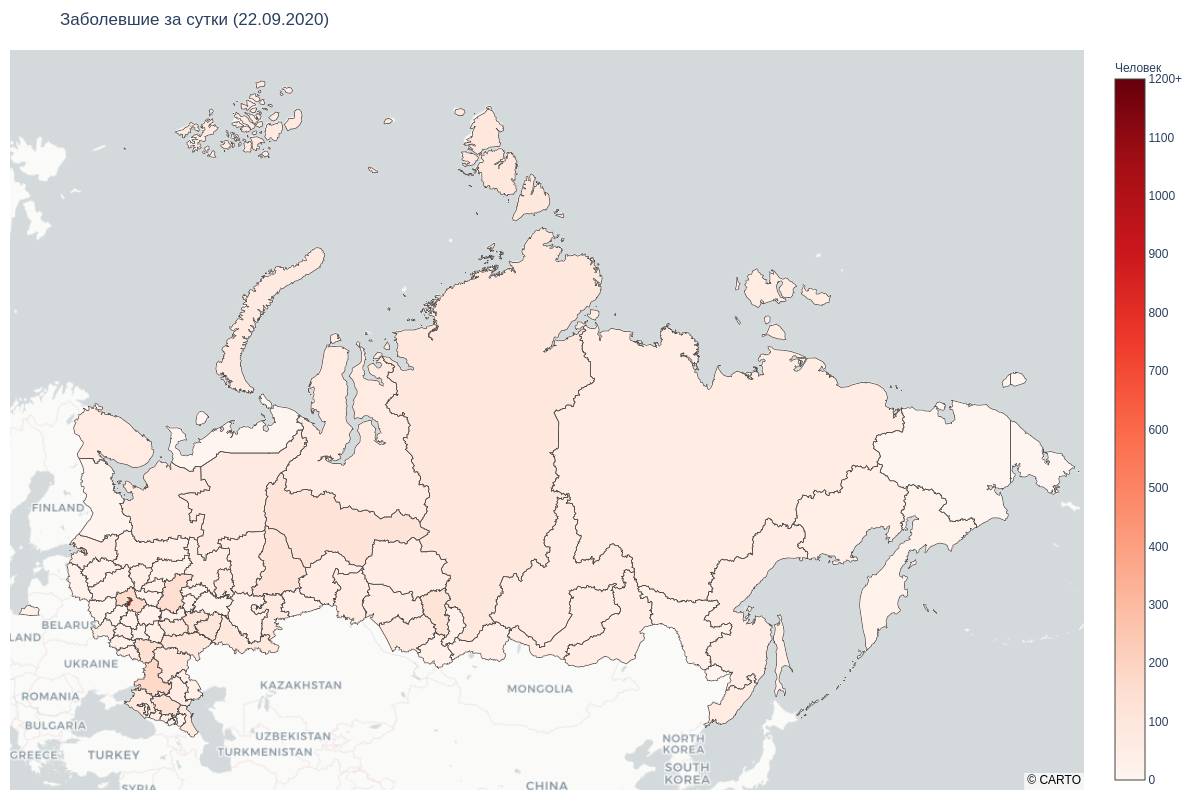 Заболевшие за сутки (22.09.2020)
Человек
1200+
1100
1000
900
800
700
600
500
400
300
200
100
0
FINLAND
BELARUS
LAND
UKRAINE
ROMANIA
BULGARIA
GREECE
TURKEY
SYRIA
KAZAKHSTAN
UZBEKISTAN
TURKMENISTAN
MONGOLIA
CHINA
NORTH
KOREA
SOUTH
KOREA
© CARTO